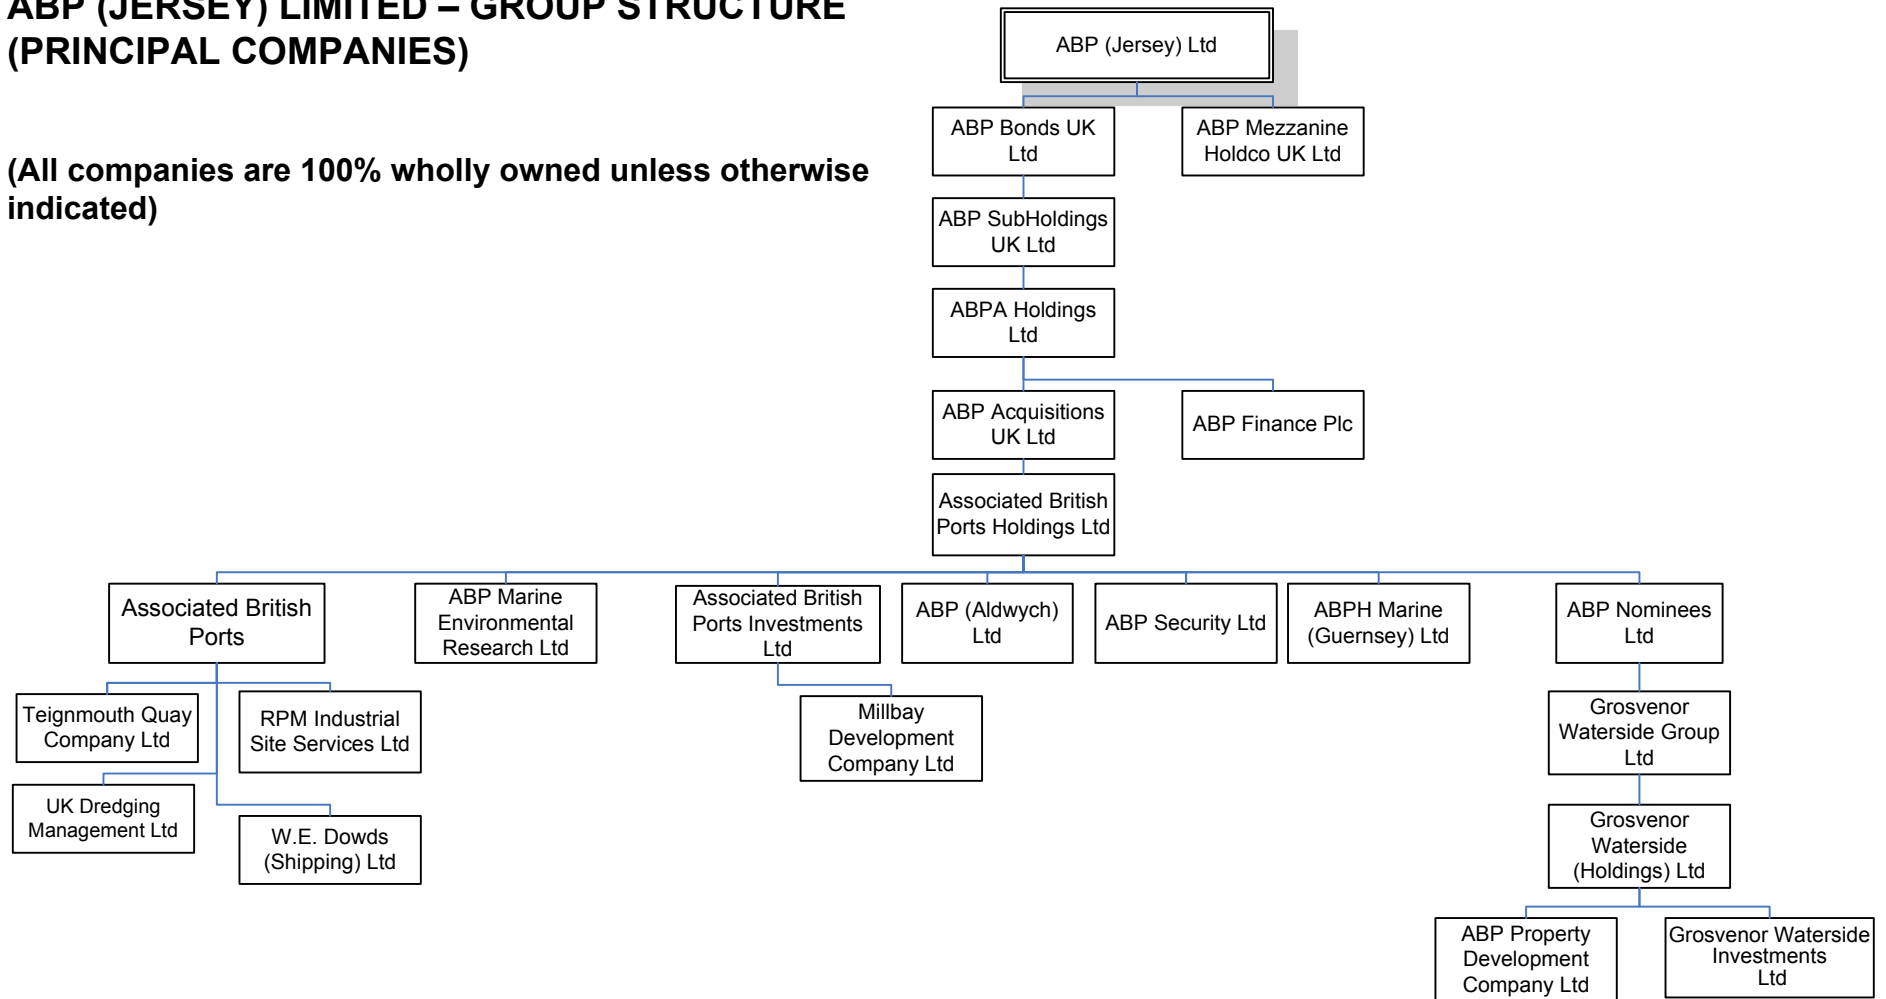 ABP (JERSEY) LIMITED – GROUP STRUCTURE
(PRINCIPAL COMPANIES)
(All companies are 100% wholly owned unless otherwise
indicated)
ABP (Jersey) Ltd
ABP Bonds UK
Ltd
ABP Mezzanine
Holdco UK Ltd
ABP SubHoldings
UK Ltd
ABPA Holdings
Ltd
ABP Acquisitions
UK Ltd
ABP Finance Plc
Associated British
Ports Holdings Ltd
Associated British
Ports
ABP Marine
Environmental
Research Ltd
Associated British
Ports Investments
Ltd
ABP (Aldwych)
Ltd
ABP Security Ltd
ABPH Marine
(Guernsey) Ltd
ABP Nominees
Ltd
Teignmouth Quay
Company Ltd
RPM Industrial
Site Services Ltd
Millbay
Development
Company Ltd
Grosvenor
Waterside Group
Ltd
UK Dredging
Management Ltd
W.E. Dowds
(Shipping) Ltd
Grosvenor
Waterside
(Holdings) Ltd
ABP Property
Development
Company Ltd
Grosvenor Waterside
Investments
Ltd